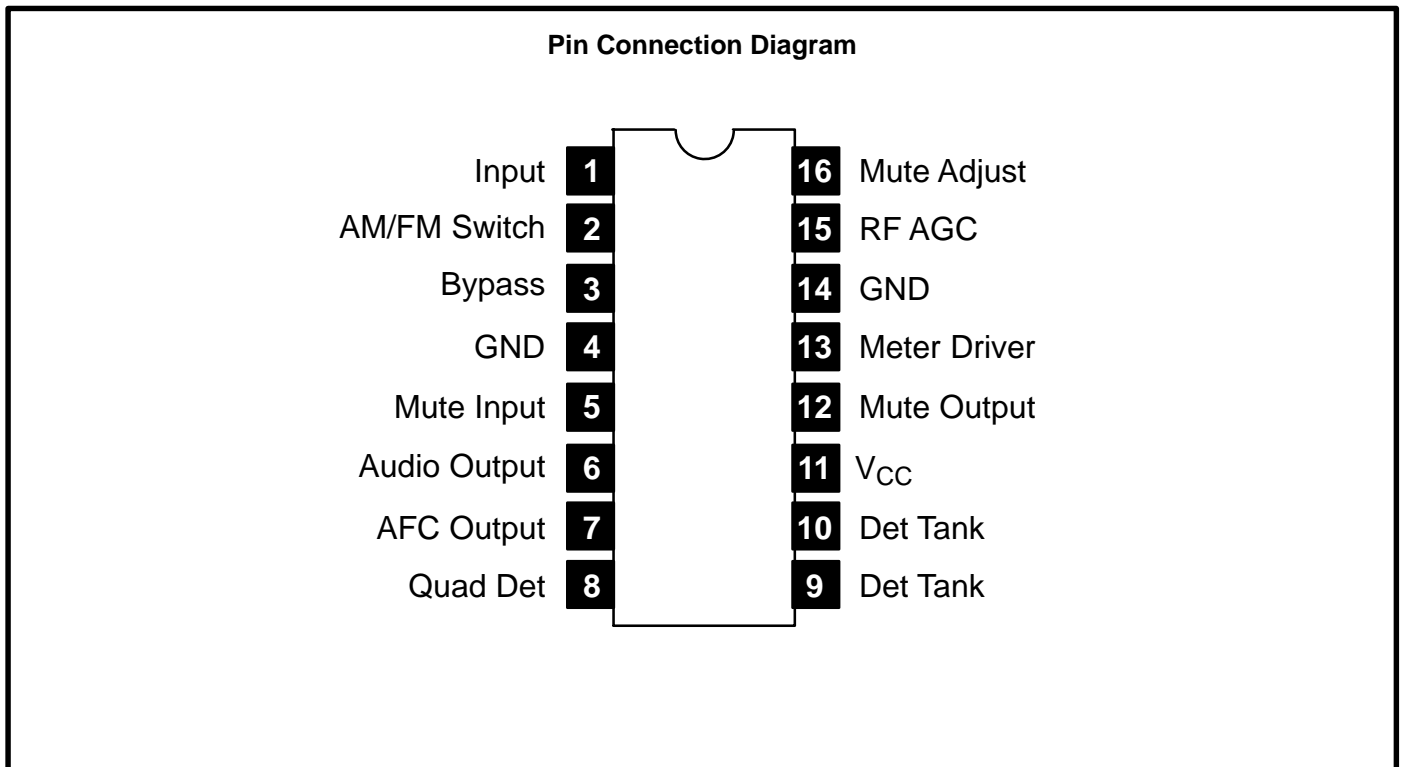 Pin Connection Diagram
Input 1 16 Mute Adjust
AM/FM Switch 2 15 RF AGC
Bypass 3 14 GND
GND 4 13 Meter Driver
Mute Input 5 12 Mute Output
Audio Output 6 11 VCC
AFC Output 7 10 Det Tank
Quad Det 8 9 Det Tank